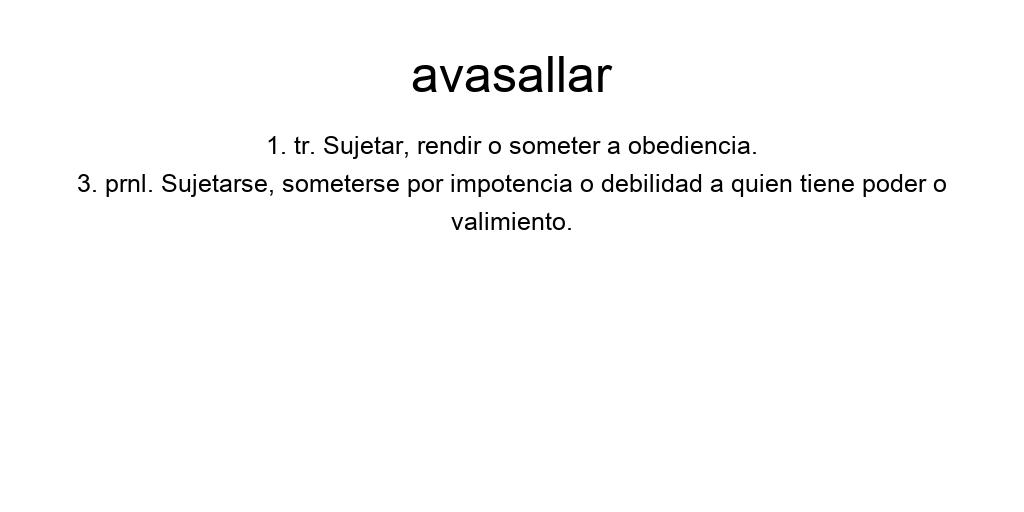 avasallar
1. tr. Sujetar, rendir o someter a obediencia.
3. prnl. Sujetarse, someterse por impotencia o debilidad a quien tiene poder o
valimiento.